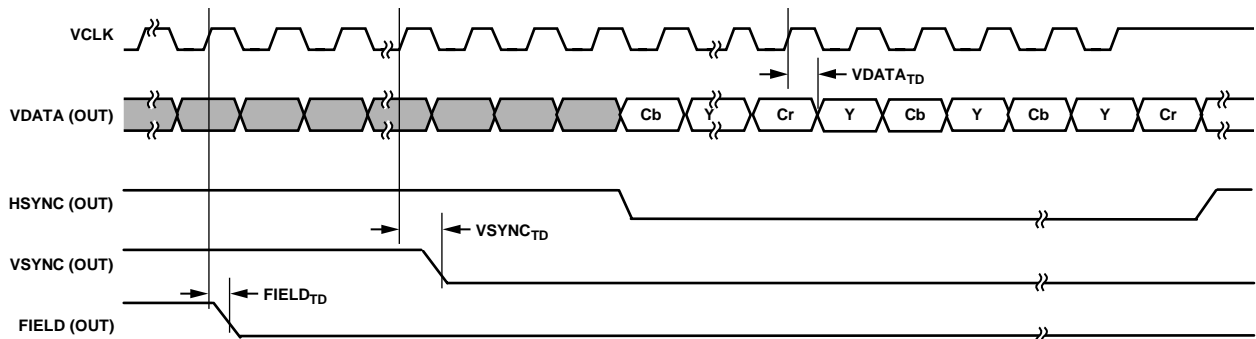 VCLK
VDATA_TD
VDATA (OUT)
Cb Y Cr Y Cb Y Cb Y Cr
HSYNC (OUT)
VSYNC_TD
VSYNC (OUT)
FIELD_TD
FIELD (OUT)